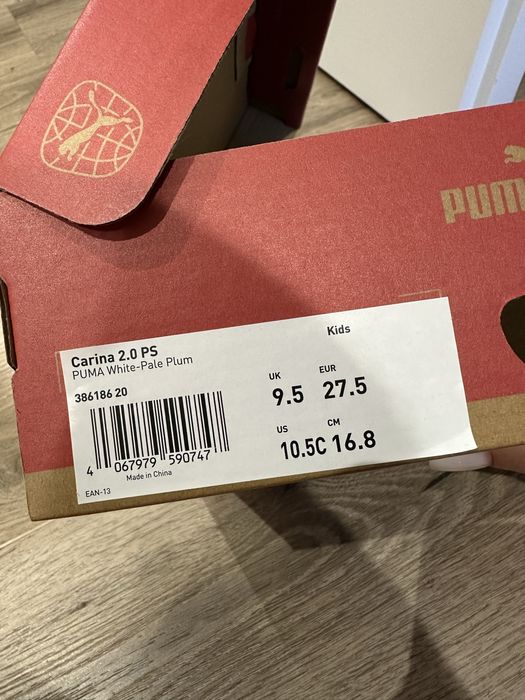 PUMA
Kids
Carina 2.0 PS
PUMA White-Pale Plum
386186 20
UK EUR
9.5 27.5
US CM
10.5C 16.8
4 067979 590747
Made in China
EAN-13